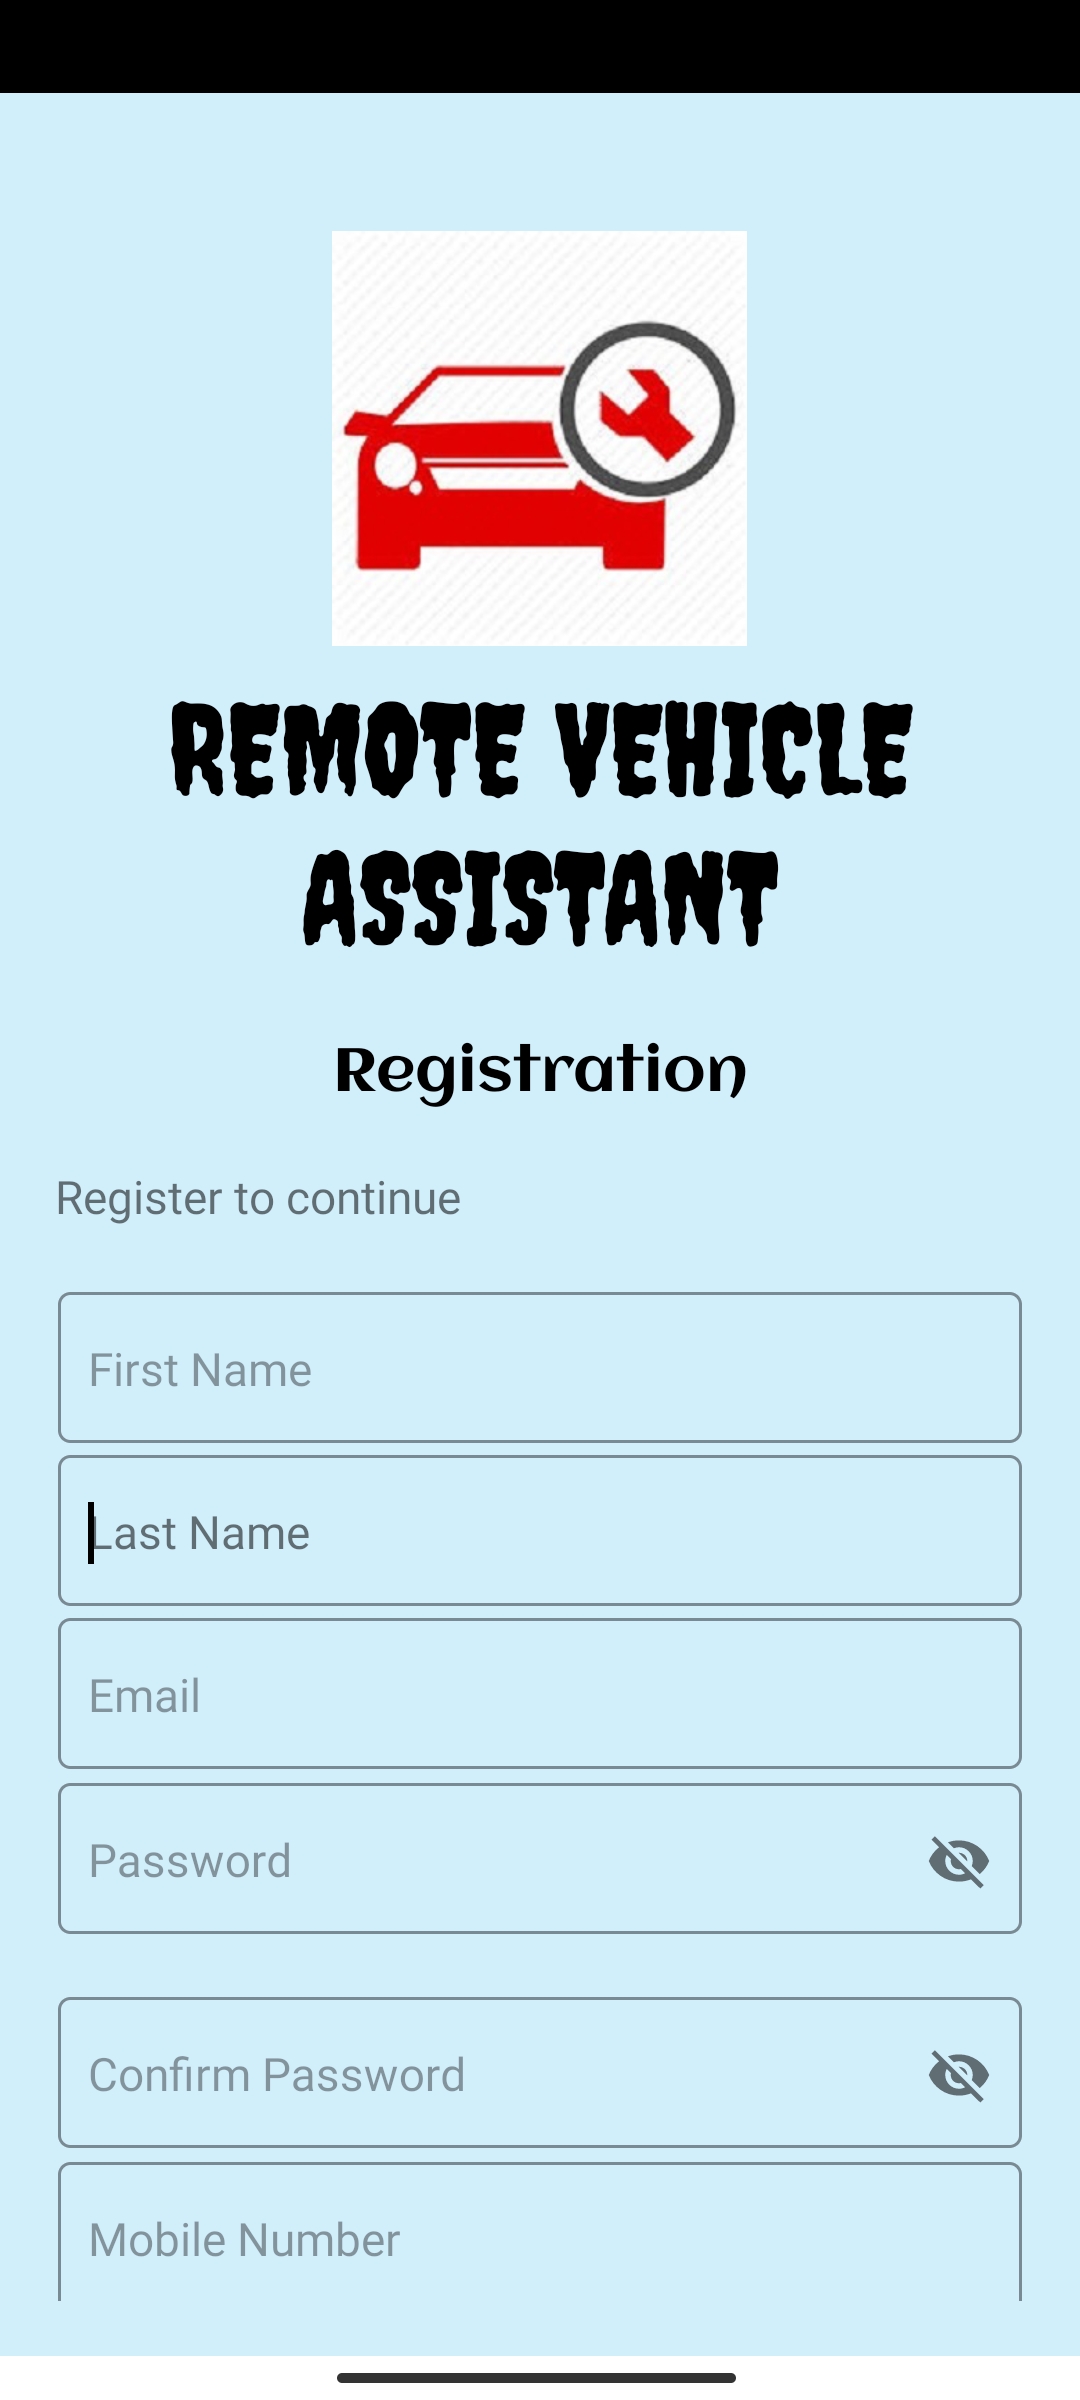 REMOTE VEHICLE
ASSISTANT
Registration
Register to continue
First Name
Last Name
Email
Password
Confirm Password
Mobile Number